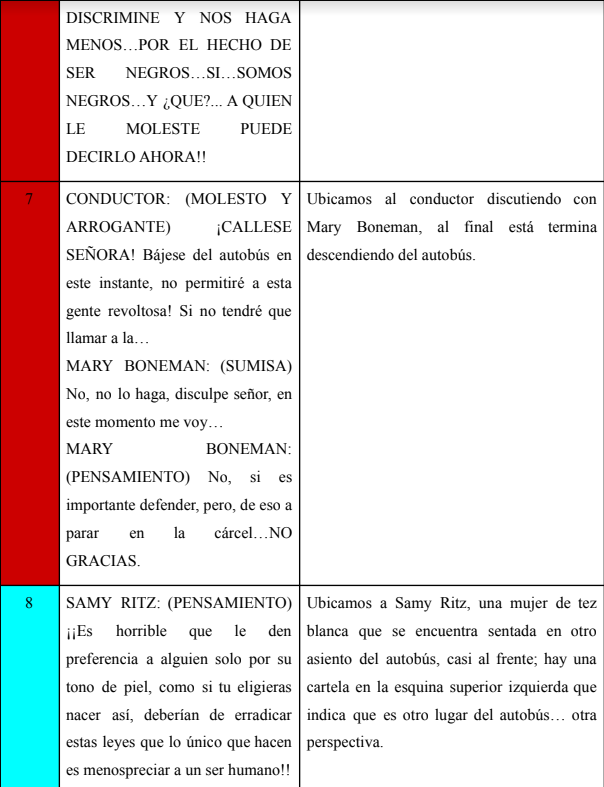 DISCRIMINE Y NOS HAGA
MENOS…POR EL HECHO DE
SER NEGROS…SI…SOMOS
NEGROS…Y ¿QUE?... A QUIEN
LE MOLESTE PUEDE
DECIRLO AHORA!!
7
CONDUCTOR: (MOLESTO Y
ARROGANTE) ¡CALLESE
SEÑORA! Bájese del autobús en
este instante, no permitiré a esta
gente revoltosa! Si no tendré que
llamar a la…
MARY BONEMAN: (SUMISA)
No, no lo haga, disculpe señor, en
este momento me voy…
MARY BONEMAN:
(PENSAMIENTO) No, si es
importante defender, pero, de eso a
parar en la cárcel…NO
GRACIAS.
Ubicamos al conductor discutiendo con
Mary Boneman, al final está termina
descendiendo del autobús.
8
SAMY RITZ: (PENSAMIENTO)
¡¡Es horrible que le den
preferencia a alguien solo por su
tono de piel, como si tu eligieras
nacer así, deberían de erradicar
estas leyes que lo único que hacen
es menospreciar a un ser humano!!
Ubicamos a Samy Ritz, una mujer de tez
blanca que se encuentra sentada en otro
asiento del autobús, casi al frente; hay una
cartela en la esquina superior izquierda que
indica que es otro lugar del autobús… otra
perspectiva.